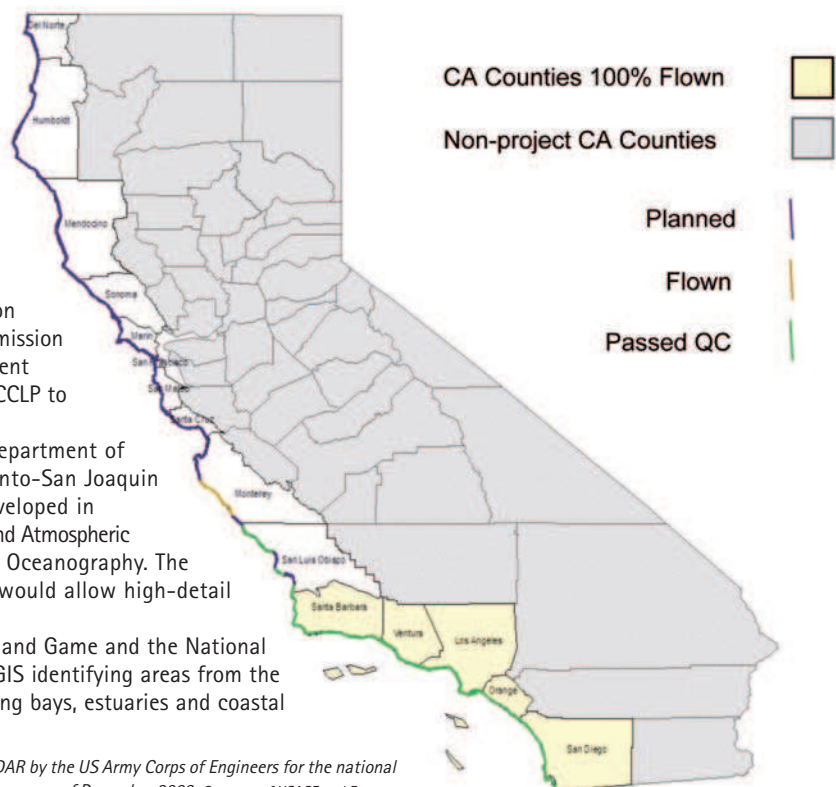 CA Counties 100% Flown
Non-project CA Counties
Planned
Flown
Passed QC
Del Norte
Humboldt
Mendocino
Sonoma
Marin
San Francisco
San Mateo
Santa Cruz
Monterey
San Luis Obispo
Santa Barbara
Ventura
Los Angeles
Orange
San Diego
on
mission
ent
CCLP to
epartment of
nto-San Joaquin
veloped in
nd Atmospheric
Oceanography. The
would allow high-detail
and Game and the National
GIS identifying areas from the
ng bays, estuaries and coastal
DAR by the US Army Corps of Engineers for the national